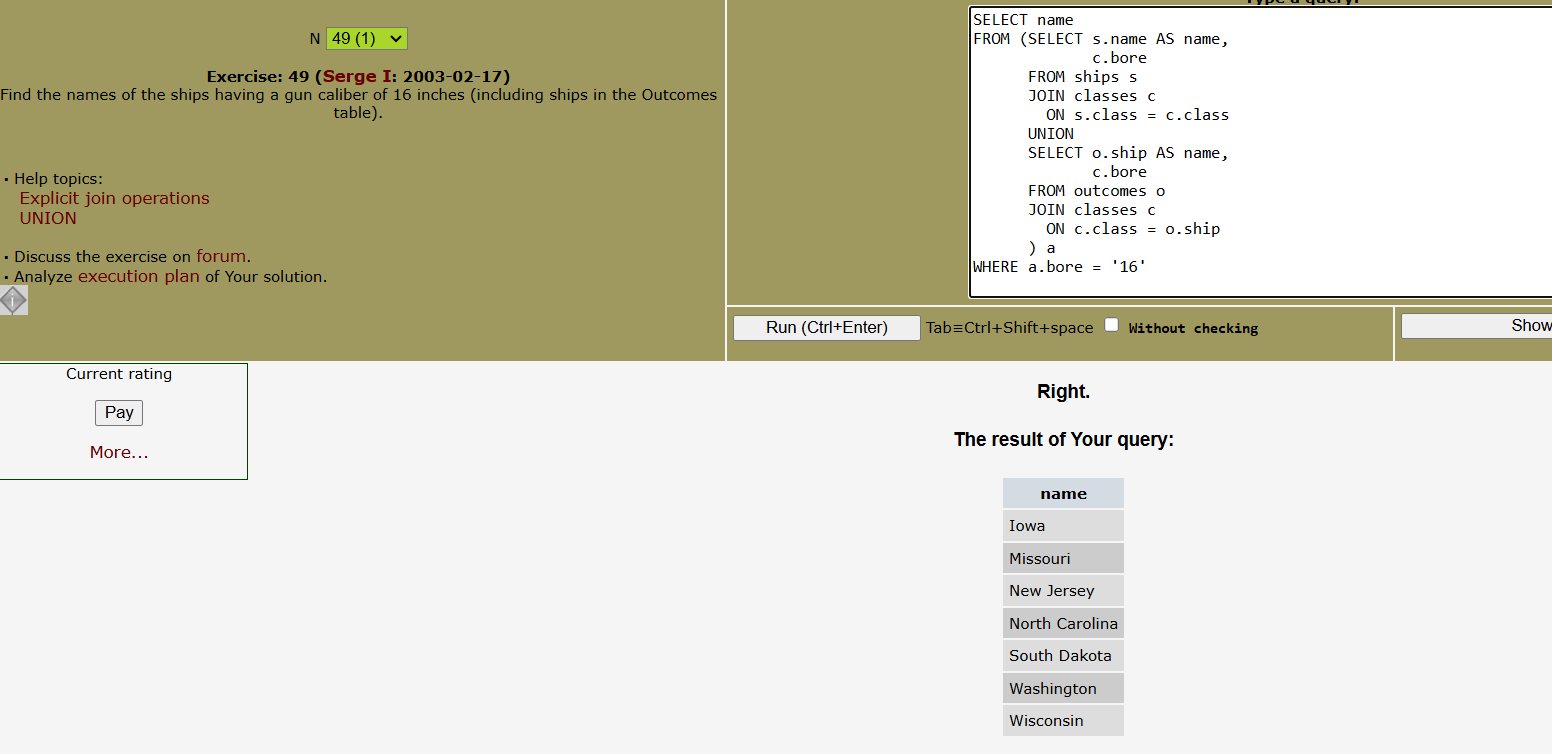 N 49 (1)
Exercise: 49 (Serge I: 2003-02-17)
Find the names of the ships having a gun caliber of 16 inches (including ships in the Outcomes
table).
▪ Help topics:
Explicit join operations
UNION
▪ Discuss the exercise on forum.
▪ Analyze execution plan of Your solution.
Type a query:
SELECT name
FROM (SELECT s.name AS name,
             c.bore
      FROM ships s
      JOIN classes c
        ON s.class = c.class
      UNION
      SELECT o.ship AS name,
             c.bore
      FROM outcomes o
      JOIN classes c
        ON c.class = o.ship
      ) a
WHERE a.bore = '16'
Run (Ctrl+Enter) Tab≡Ctrl+Shift+space Without checking
Show
Current rating
Pay
More...
Right.
The result of Your query:
name
Iowa
Missouri
New Jersey
North Carolina
South Dakota
Washington
Wisconsin